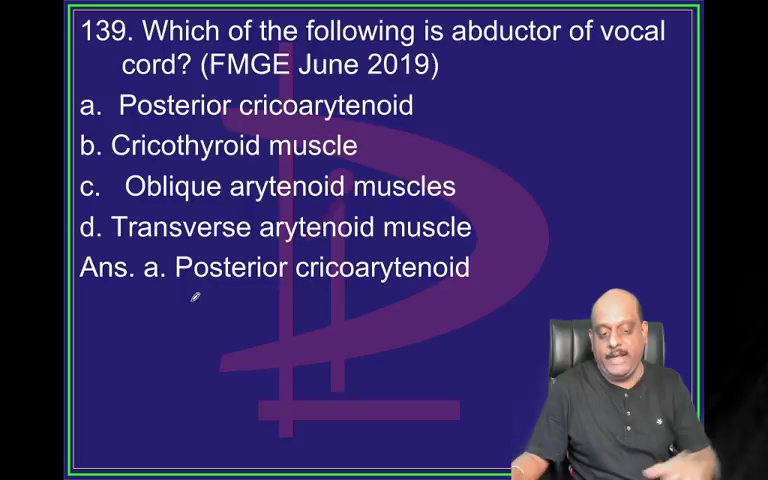 139. Which of the following is abductor of vocal
cord? (FMGE June 2019)
a. Posterior cricoarytenoid
b. Cricothyroid muscle
c. Oblique arytenoid muscles
d. Transverse arytenoid muscle
Ans. a. Posterior cricoarytenoid